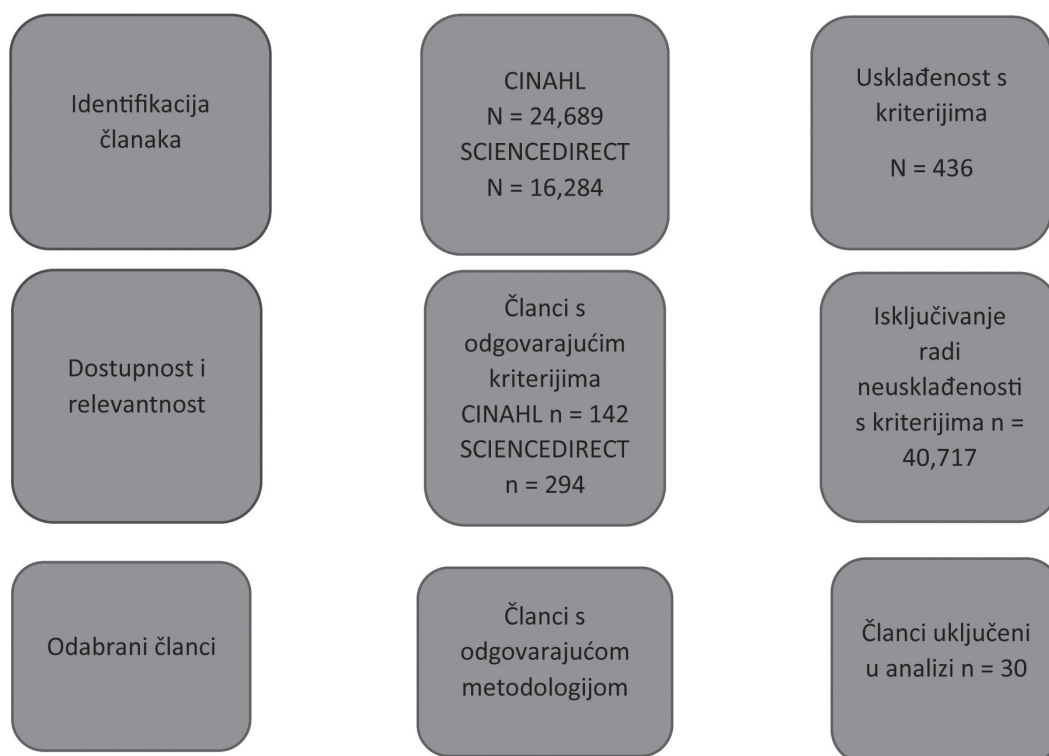 Identifikacija
članaka
CINAHL
N = 24,689
SCIENCEDIRECT
N = 16,284
Usklađenost s
kriterijima
N = 436
Dostupnost i
relevantnost
Članci s
odgovarajućim
kriterijima
CINAHL n = 142
SCIENCEDIRECT
n = 294
Isključivanje
radi
neusklađenosti
s kriterijima n =
40,717
Odabrani članci
Članci s
odgovarajućom
metodologijom
Članci uključeni
u analizi n = 30